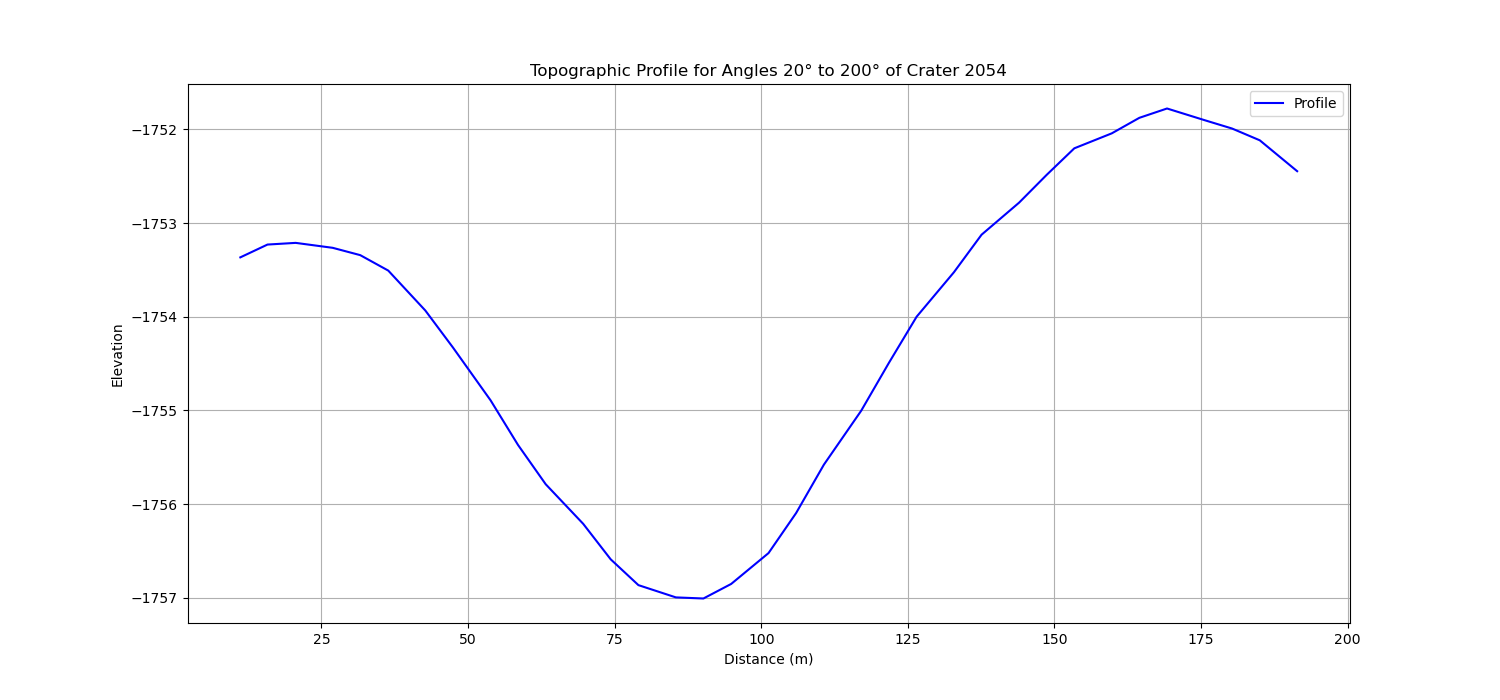 Topographic Profile for Angles 20° to 200° of Crater 2054
Profile
−1752
−1753
−1754
−1755
−1756
−1757
Elevation
25 50 75 100 125 150 175 200
Distance (m)